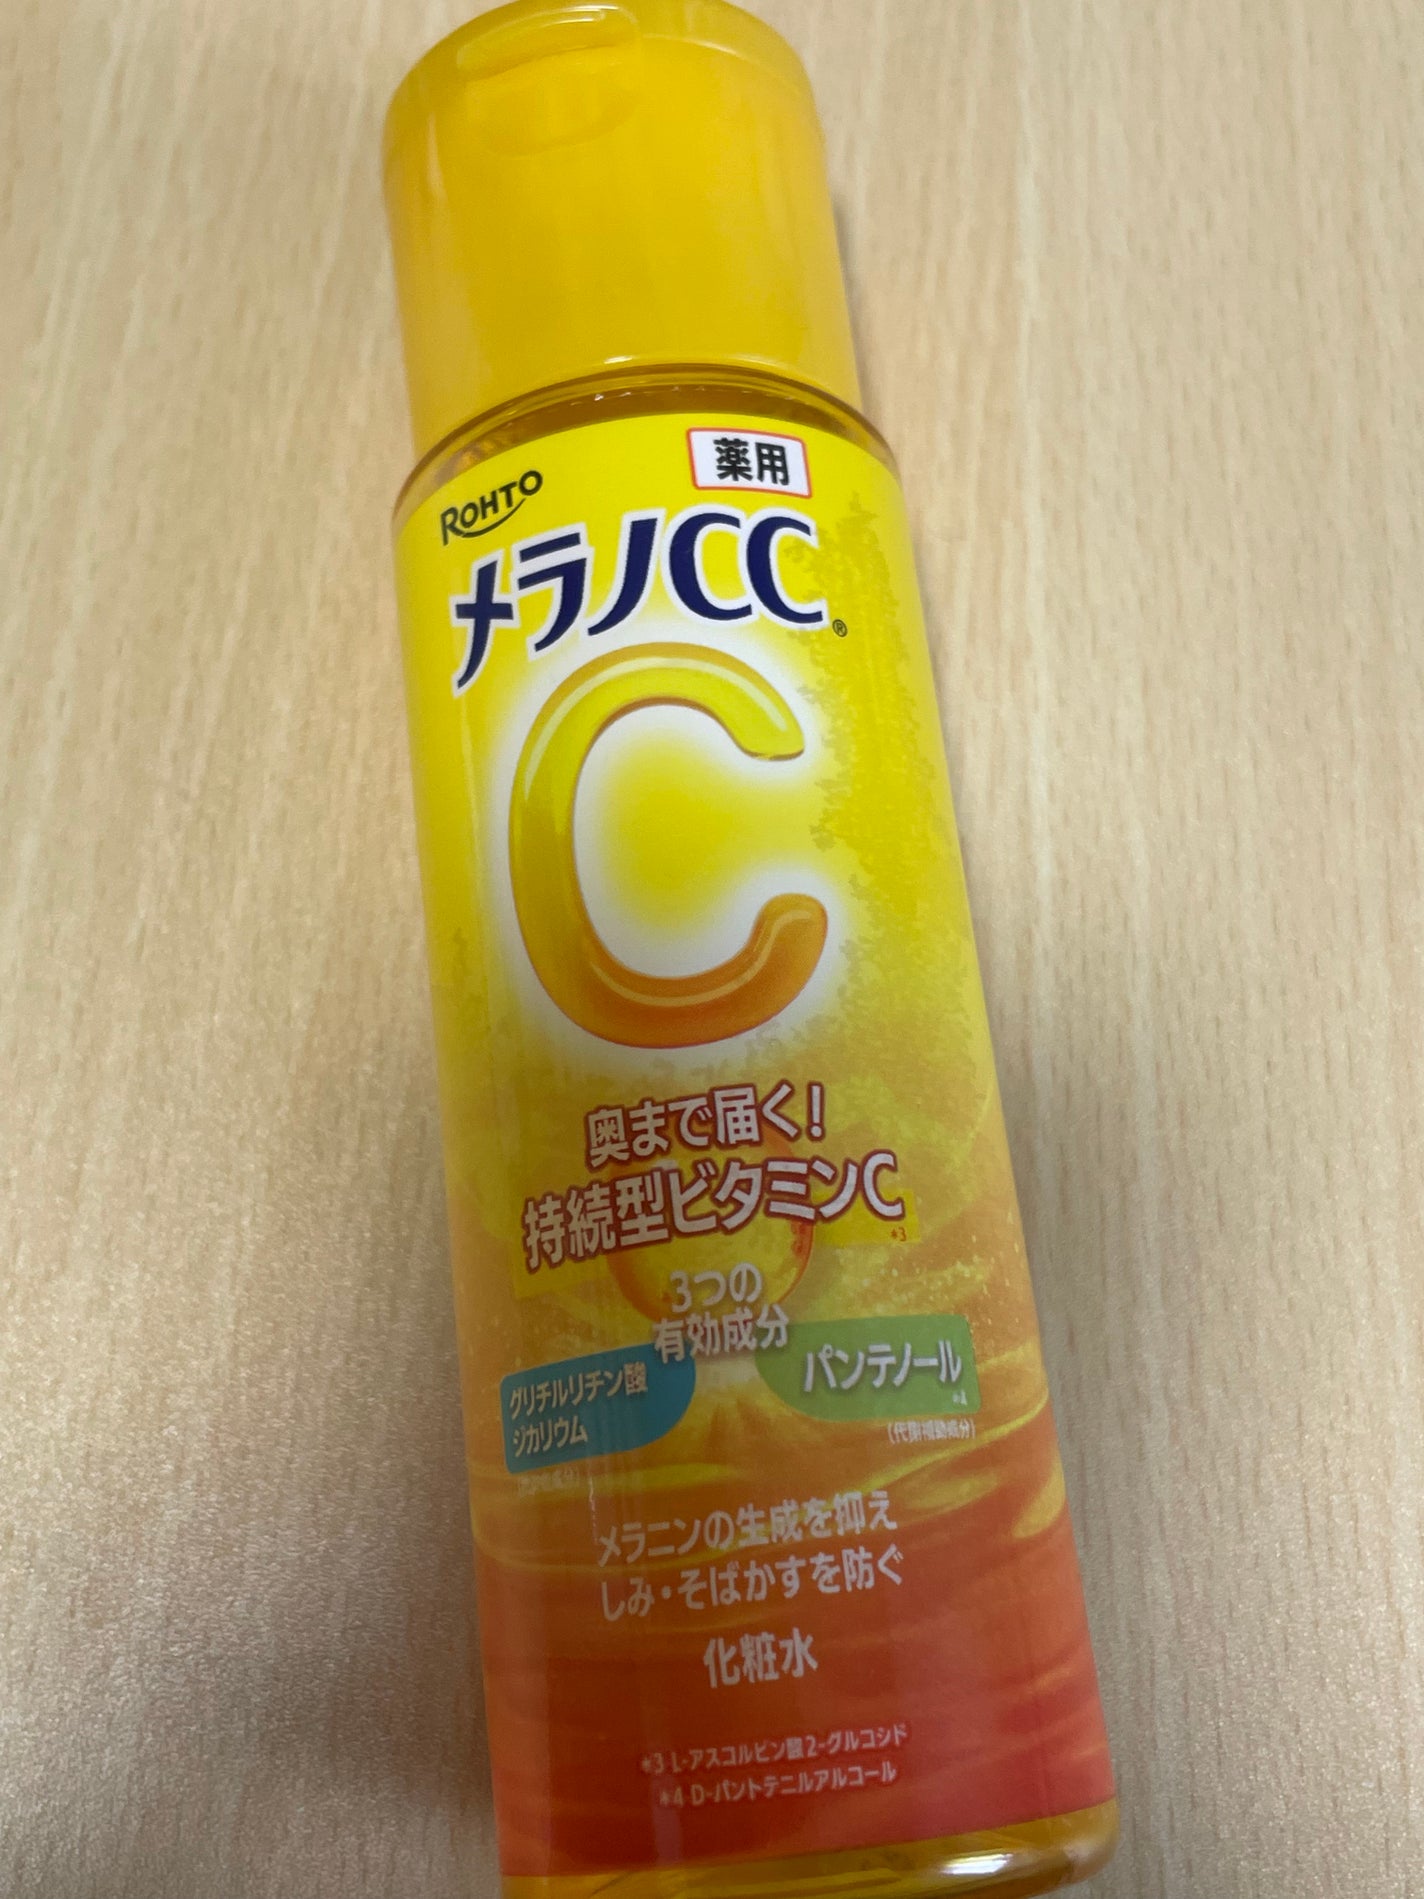 薬用
ROHTO
メラノCC®
C
奥まで届く!
持続型ビタミンC
*3
3つの
有効成分
グリチルリチン酸
ジカリウム
パンテノール
*4
(代謝補助成分)
メラニンの生成を抑え
しみ・そばかすを防ぐ
化粧水
*3 L-アスコルビン酸2-グルコシド
*4 D-パントテニルアルコール